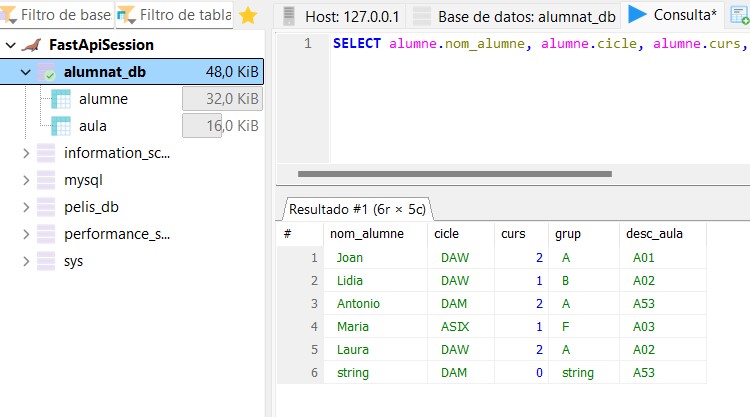 Filtro de base
Filtro de tabla
FastApiSession
alumnat_db 48,0 KiB
alumne 32,0 KiB
aula 16,0 KiB
information_sc...
mysql
pelis_db
performance_s...
sys
Host: 127.0.0.1
Base de datos: alumnat_db
Consulta*
1 SELECT alumne.nom_alumne, alumne.cicle, alumne.curs,
Resultado #1 (6r × 5c)
# nom_alumne cicle curs grup desc_aula
1 Joan DAW 2 A A01
2 Lidia DAW 1 B A02
3 Antonio DAM 2 A A53
4 Maria ASIX 1 F A03
5 Laura DAW 2 A A02
6 string DAM 0 string A53